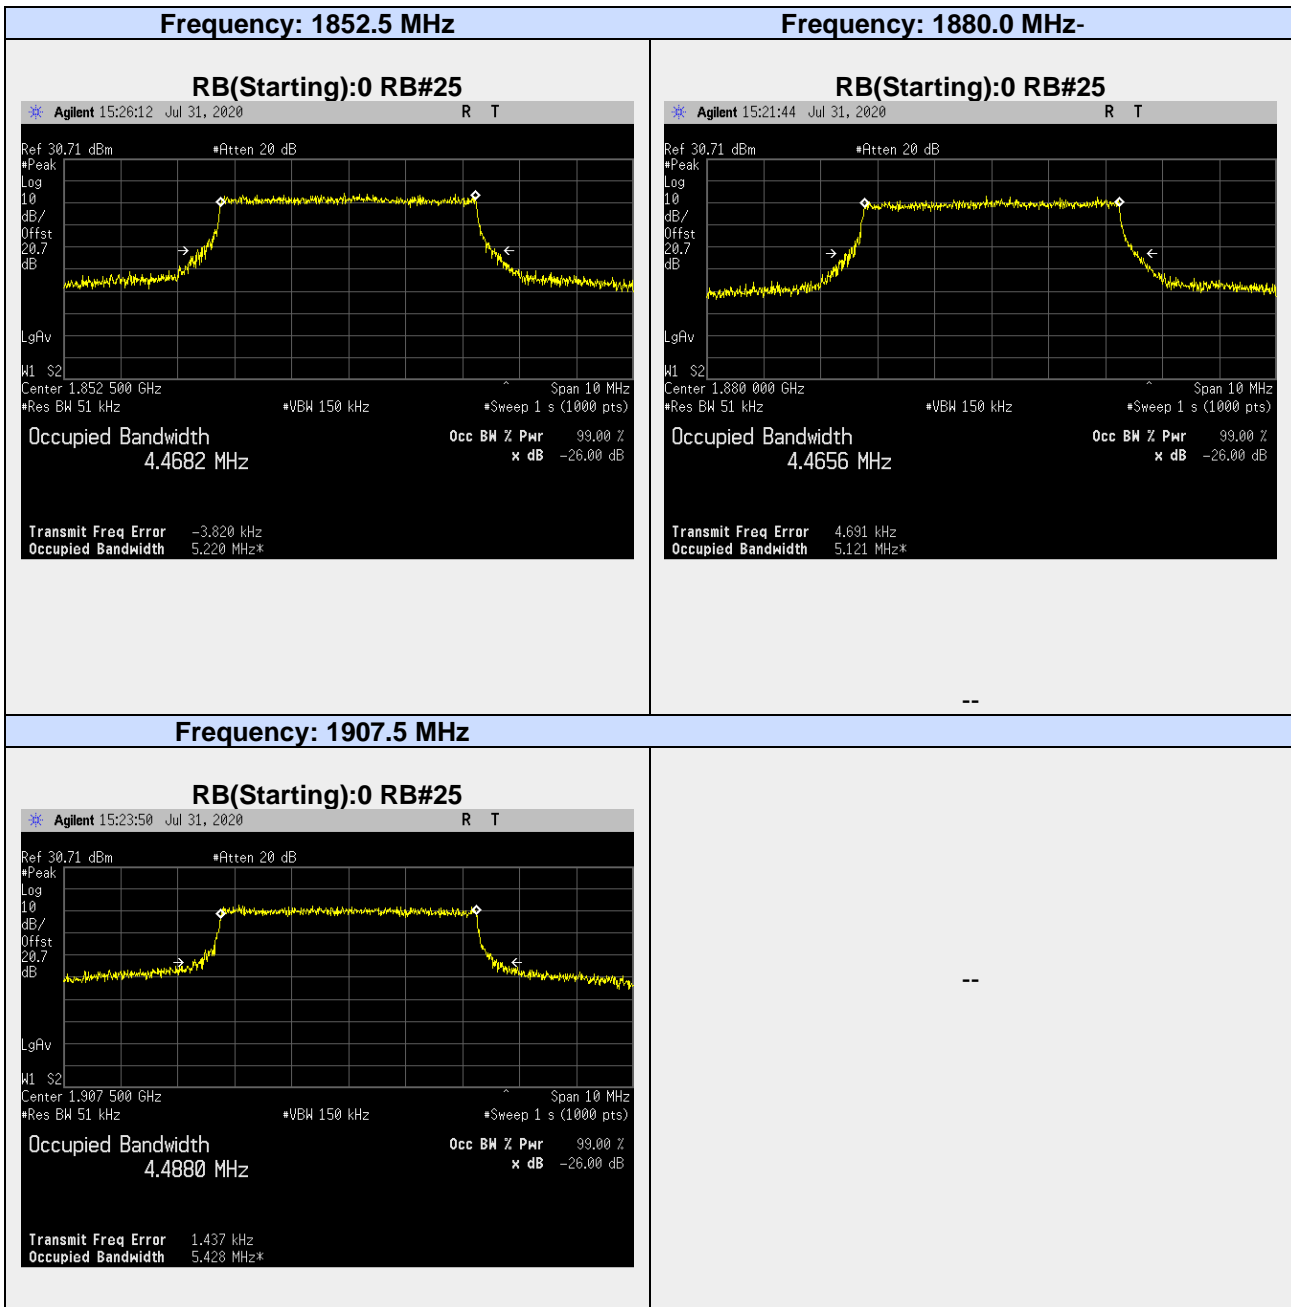 Frequency: 1852.5 MHz
Frequency: 1880.0 MHz-
RB(Starting):0 RB#25
Agilent 15:26:12 Jul 31, 2020 R T
Ref 30.71 dBm #Atten 20 dB
#Peak
Log
10
dB/
Offst
20.7
dB
LgAv
W1 S2
Center 1.852 500 GHz Span 10 MHz
#Res BW 51 kHz #VBW 150 kHz #Sweep 1 s (1000 pts)
Occupied Bandwidth Occ BW % Pwr 99.00 %
4.4682 MHz x dB -26.00 dB
Transmit Freq Error -3.820 kHz
Occupied Bandwidth 5.220 MHz*
RB(Starting):0 RB#25
Agilent 15:21:44 Jul 31, 2020 R T
Ref 30.71 dBm #Atten 20 dB
#Peak
Log
10
dB/
Offst
20.7
dB
LgAv
W1 S2
Center 1.880 000 GHz Span 10 MHz
#Res BW 51 kHz #VBW 150 kHz #Sweep 1 s (1000 pts)
Occupied Bandwidth Occ BW % Pwr 99.00 %
4.4656 MHz x dB -26.00 dB
Transmit Freq Error 4.691 kHz
Occupied Bandwidth 5.121 MHz*
--
Frequency: 1907.5 MHz
RB(Starting):0 RB#25
Agilent 15:23:50 Jul 31, 2020 R T
Ref 30.71 dBm #Atten 20 dB
#Peak
Log
10
dB/
Offst
20.7
dB
LgAv
W1 S2
Center 1.907 500 GHz Span 10 MHz
#Res BW 51 kHz #VBW 150 kHz #Sweep 1 s (1000 pts)
Occupied Bandwidth Occ BW % Pwr 99.00 %
4.4880 MHz x dB -26.00 dB
Transmit Freq Error 1.437 kHz
Occupied Bandwidth 5.428 MHz*
--